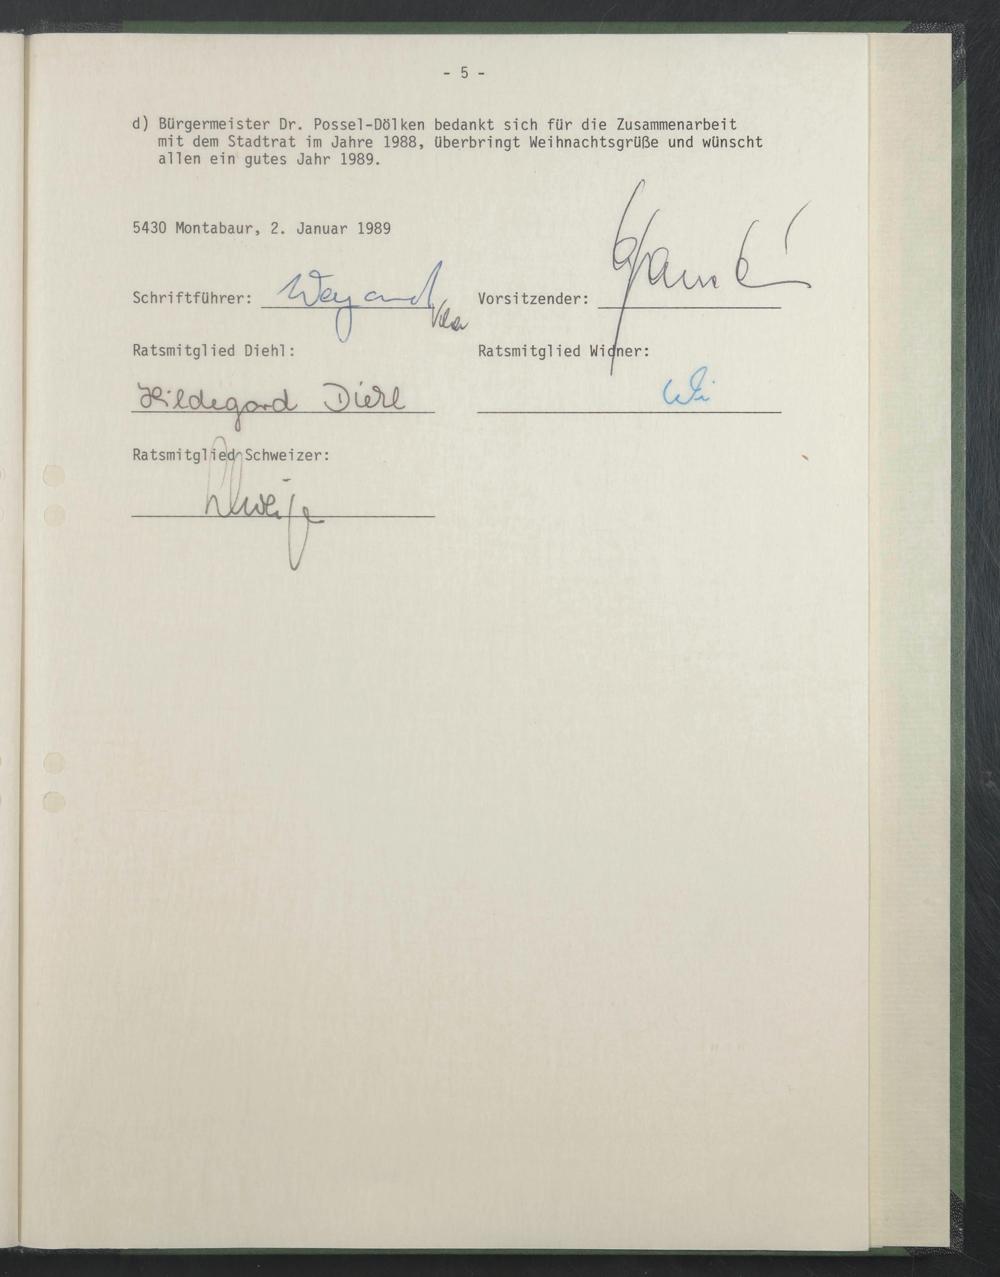 - 5 -
d) Bürgermeister Dr. Possel-Dölken bedankt sich für die Zusammenarbeit
mit dem Stadtrat im Jahre 1988, überbringt Weihnachtsgrüße und wünscht
allen ein gutes Jahr 1989.
5430 Montabaur, 2. Januar 1989
Schriftführer: Weyand Vorsitzender:
Ratsmitglied Diehl: Ratsmitglied Widner:
Hildegard Diehl Wi
Ratsmitglied Schweizer: